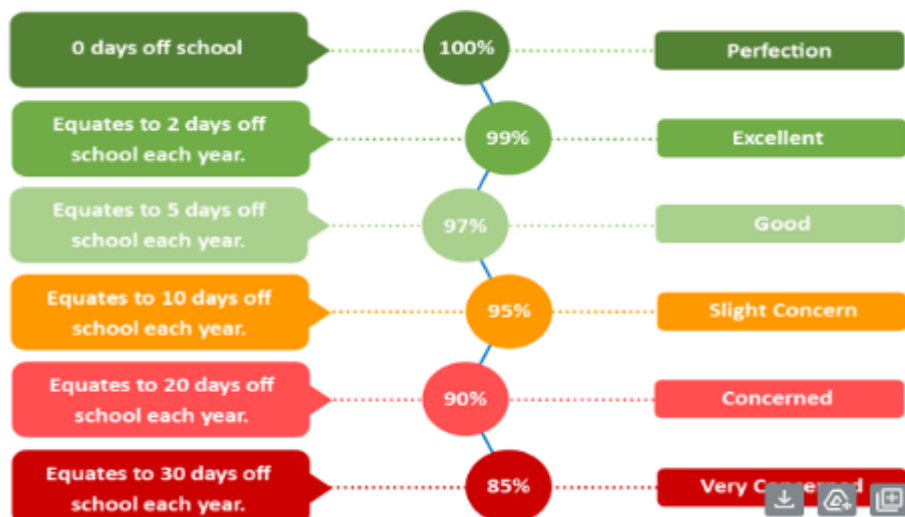 0 days off school
100%
Perfection
Equates to 2 days off
school each year.
99%
Excellent
Equates to 5 days off
school each year.
97%
Good
Equates to 10 days off
school each year.
95%
Slight Concern
Equates to 20 days off
school each year.
90%
Concerned
Equates to 30 days off
school each year.
85%
Very